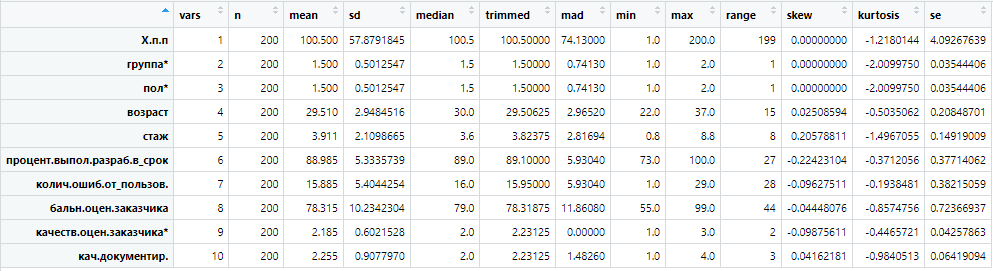 vars n mean sd median trimmed mad min max range skew kurtosis se
X.п.п 1 200 100.500 57.8791845 100.5 100.50000 74.13000 1.0 200.0 199 0.00000000 -1.2180144 4.09267639
группа* 2 200 1.500 0.5012547 1.5 1.50000 0.74130 1.0 2.0 1 0.00000000 -2.0099750 0.03544406
пол* 3 200 1.500 0.5012547 1.5 1.50000 0.74130 1.0 2.0 1 0.00000000 -2.0099750 0.03544406
возраст 4 200 29.510 2.9484516 30.0 29.50625 2.96520 22.0 37.0 15 0.02508594 -0.5035062 0.20848701
стаж 5 200 3.911 2.1098665 3.6 3.82375 2.81694 0.8 8.8 8 0.20578811 -1.4967055 0.14919009
процент.выпол.разраб.в_срок 6 200 88.985 5.3335739 89.0 89.10000 5.93040 73.0 100.0 27 -0.22423104 -0.3712056 0.37714062
колич.ошиб.от_пользов. 7 200 15.885 5.4044254 16.0 15.95000 5.93040 1.0 29.0 28 -0.09627511 -0.1938481 0.38215059
бальн.оцен.заказчика 8 200 78.315 10.2342304 79.0 78.31875 11.86080 55.0 99.0 44 -0.04448076 -0.8574756 0.72366937
качеств.оцен.заказчика* 9 200 2.185 0.6021528 2.0 2.23125 0.00000 1.0 3.0 2 -0.09875611 -0.4465721 0.04257863
кач.документир. 10 200 2.255 0.9077970 2.0 2.23125 1.48260 1.0 4.0 3 0.04162181 -0.9840513 0.06419094